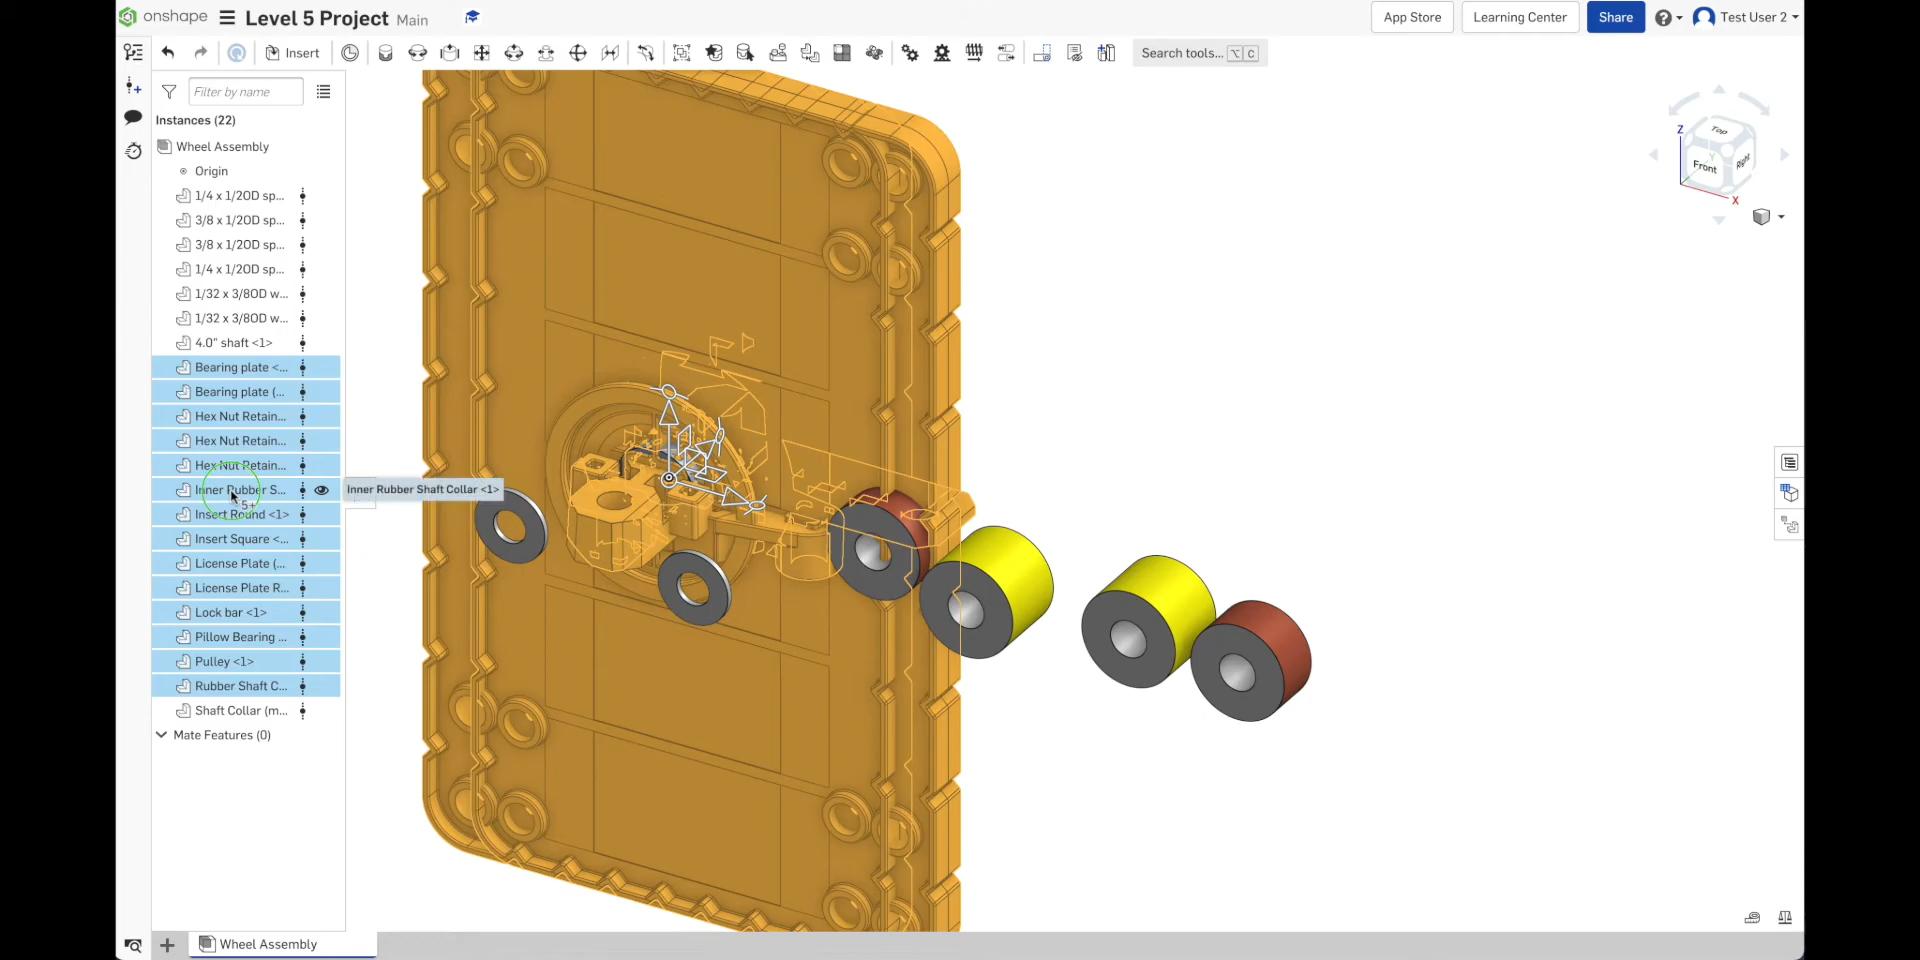 onshape
Level 5 Project Main
App Store
Learning Center
Share
Test User 2
Insert
Search tools... ⌥ C
Filter by name
Instances (22)
Wheel Assembly
Origin
1/4 x 1/2OD sp...
3/8 x 1/2OD sp...
3/8 x 1/2OD sp...
1/4 x 1/2OD sp...
1/32 x 3/8OD w...
1/32 x 3/8OD w...
4.0" shaft <1>
Bearing plate <...
Bearing plate (...
Hex Nut Retain...
Hex Nut Retain...
Hex Nut Retain...
Inner Rubber S...
Inner Rubber Shaft Collar <1>
5+
Insert Round <1>
Insert Square <...
License Plate (...
License Plate R...
Lock bar <1>
Pillow Bearing ...
Pulley <1>
Rubber Shaft C...
Shaft Collar (m...
Mate Features (0)
Z
Top
Y
Front
Right
X
Wheel Assembly